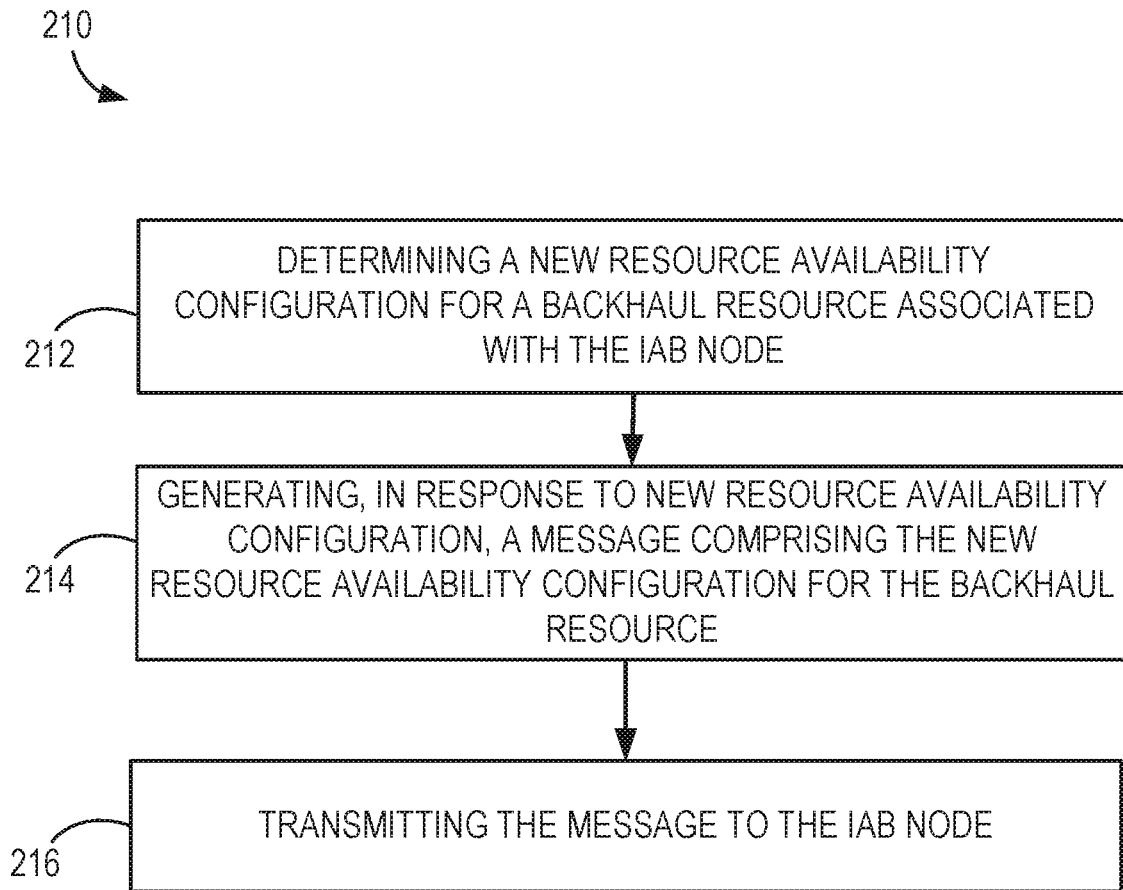 210
DETERMINING A NEW RESOURCE AVAILABILITY
CONFIGURATION FOR A BACKHAUL RESOURCE ASSOCIATED
WITH THE IAB NODE
212
GENERATING, IN RESPONSE TO NEW RESOURCE AVAILABILITY
CONFIGURATION, A MESSAGE COMPRISING THE NEW
RESOURCE AVAILABILITY CONFIGURATION FOR THE BACKHAUL
RESOURCE
214
TRANSMITTING THE MESSAGE TO THE IAB NODE
216